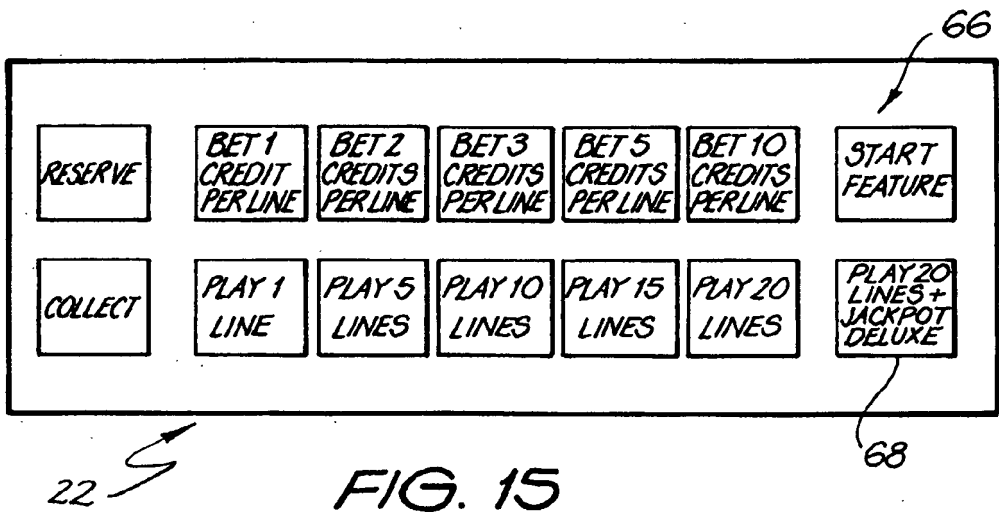 66
RESERVE
BET 1
CREDIT
PER LINE
BET 2
CREDITS
PER LINE
BET 3
CREDITS
PER LINE
BET 5
CREDITS
PER LINE
BET 10
CREDITS
PER LINE
START
FEATURE
COLLECT
PLAY 1
LINE
PLAY 5
LINES
PLAY 10
LINES
PLAY 15
LINES
PLAY 20
LINES
PLAY 20
LINES +
JACKPOT
DELUXE
68
22
FIG. 15